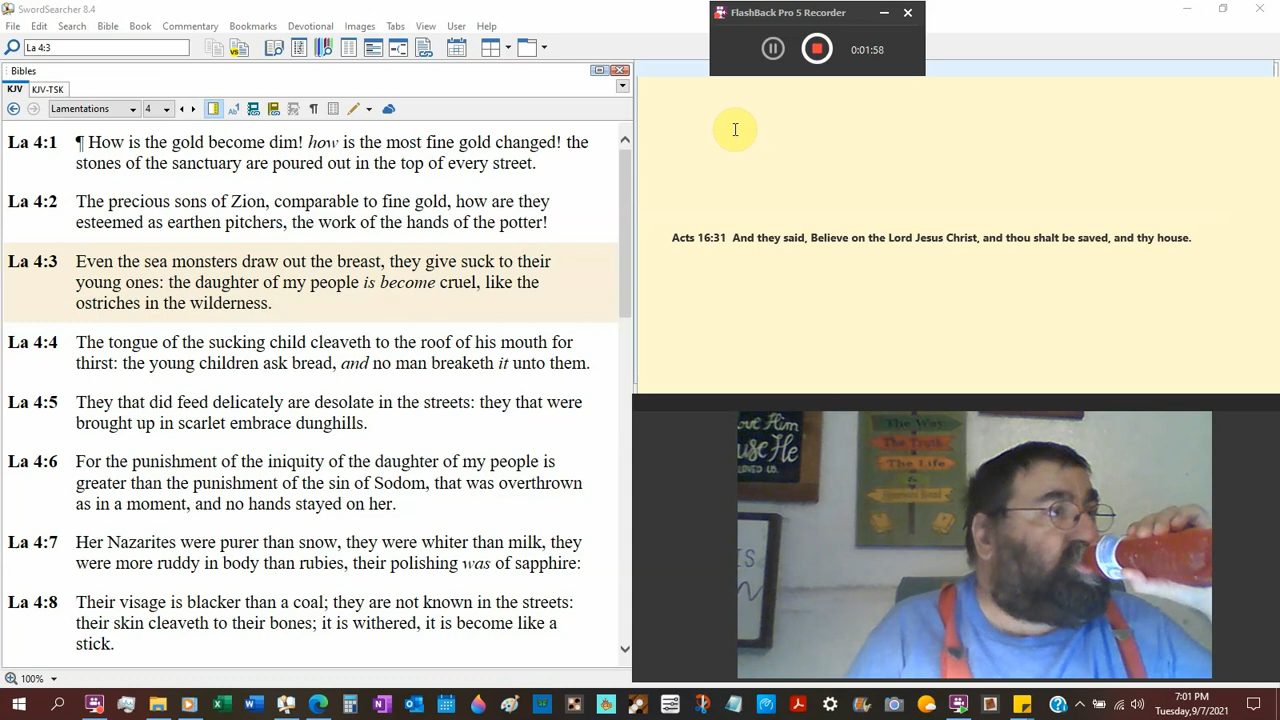 SwordSearcher 8.4
File Edit Search Bible Book Commentary Bookmarks Devotional Images Tabs View User Help
La 4:3
VS
Bibles
KJV KJV-TSK
Lamentations 4
La 4:1 ¶ How is the gold become dim! how is the most fine gold changed! the
stones of the sanctuary are poured out in the top of every street.
La 4:2 The precious sons of Zion, comparable to fine gold, how are they
esteemed as earthen pitchers, the work of the hands of the potter!
La 4:3 Even the sea monsters draw out the breast, they give suck to their
young ones: the daughter of my people is become cruel, like the
ostriches in the wilderness.
La 4:4 The tongue of the sucking child cleaveth to the roof of his mouth for
thirst: the young children ask bread, and no man breaketh it unto them.
La 4:5 They that did feed delicately are desolate in the streets: they that were
brought up in scarlet embrace dunghills.
La 4:6 For the punishment of the iniquity of the daughter of my people is
greater than the punishment of the sin of Sodom, that was overthrown
as in a moment, and no hands stayed on her.
La 4:7 Her Nazarites were purer than snow, they were whiter than milk, they
were more ruddy in body than rubies, their polishing was of sapphire:
La 4:8 Their visage is blacker than a coal; they are not known in the streets:
their skin cleaveth to their bones; it is withered, it is become like a
stick.
100%
FlashBack Pro 5 Recorder
0:01:58
Acts 16:31 And they said, Believe on the Lord Jesus Christ, and thou shalt be saved, and thy house.
Him
use He
LOVED US.
The Way
The Truth
The Life
IS
7:01 PM
Tuesday,9/7/2021